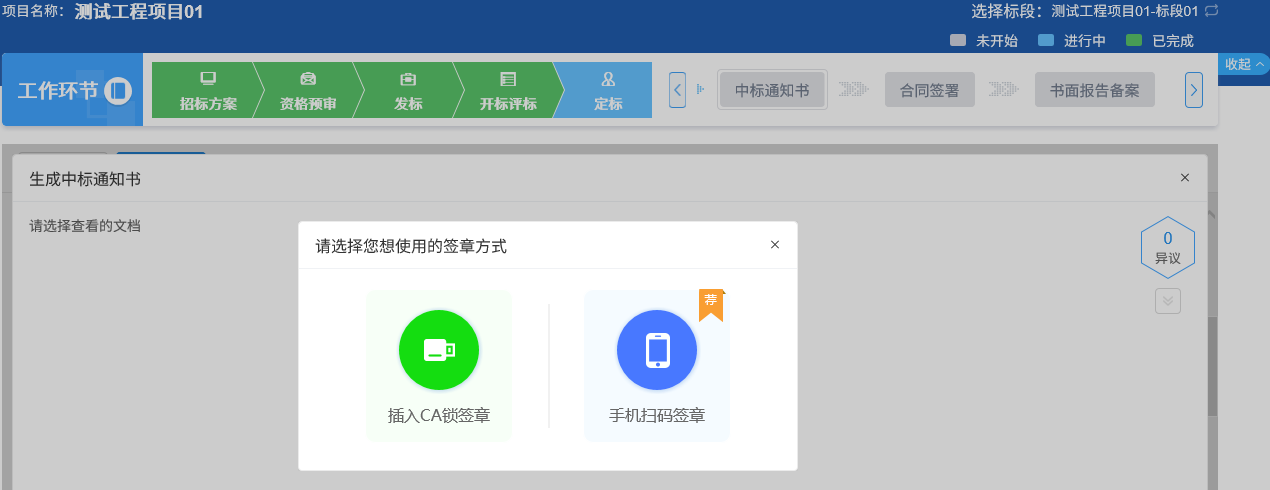 项目名称： 测试工程项目01
选择标段：测试工程项目01-标段01
未开始 进行中 已完成
工作环节
招标方案 资格预审 发标 开标评标 定标
中标通知书 合同签署 书面报告备案
收起
生成中标通知书 ×
请选择查看的文档
0
异议
请选择您想使用的签章方式 ×
荐
插入CA锁签章 手机扫码签章